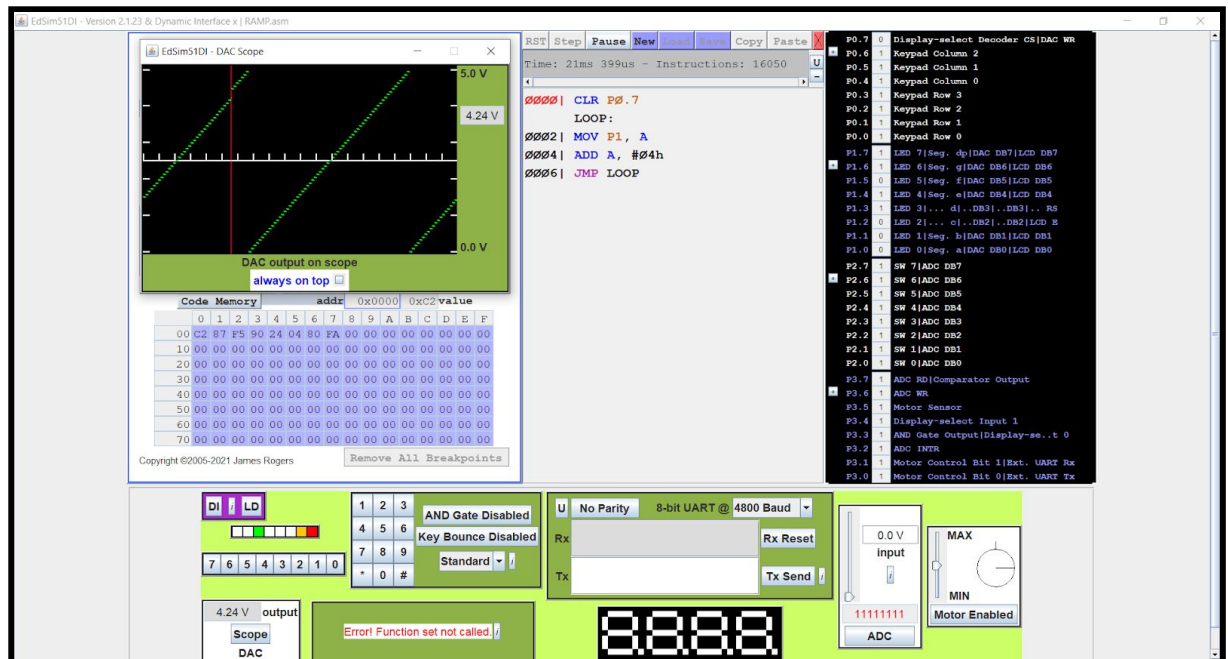 EdSim51DI - Version 2.1.23 & Dynamic Interface x | RAMP.asm
EdSim51DI - DAC Scope
5.0 V
4.24 V
0.0 V
DAC output on scope
always on top
Code Memory addr 0x0000 0xC2 value
0 1 2 3 4 5 6 7 8 9 A B C D E F
00 C2 87 F5 90 24 04 80 FA 00 00 00 00 00 00 00 00
10 00 00 00 00 00 00 00 00 00 00 00 00 00 00 00 00
20 00 00 00 00 00 00 00 00 00 00 00 00 00 00 00 00
30 00 00 00 00 00 00 00 00 00 00 00 00 00 00 00 00
40 00 00 00 00 00 00 00 00 00 00 00 00 00 00 00 00
50 00 00 00 00 00 00 00 00 00 00 00 00 00 00 00 00
60 00 00 00 00 00 00 00 00 00 00 00 00 00 00 00 00
70 00 00 00 00 00 00 00 00 00 00 00 00 00 00 00 00
Copyright ©2005-2021 James Rogers Remove All Breakpoints
RST Step Pause New Load Save Copy Paste X
Time: 21ms 399us - Instructions: 16050 U
-
0000| CLR P0.7
LOOP:
0002| MOV P1, A
0004| ADD A, #04h
0006| JMP LOOP
P0.7 0 Display-select Decoder CS|DAC WR
P0.6 1 Keypad Column 2
P0.5 1 Keypad Column 1
P0.4 1 Keypad Column 0
P0.3 1 Keypad Row 3
P0.2 1 Keypad Row 2
P0.1 1 Keypad Row 1
P0.0 1 Keypad Row 0
P1.7 1 LED 7|Seg. dp|DAC DB7|LCD DB7
P1.6 1 LED 6|Seg. g|DAC DB6|LCD DB6
P1.5 0 LED 5|Seg. f|DAC DB5|LCD DB5
P1.4 1 LED 4|Seg. e|DAC DB4|LCD DB4
P1.3 1 LED 3|... d|..DB3|..DB3|.. RS
P1.2 0 LED 2|... c|..DB2|..DB2|LCD E
P1.1 0 LED 1|Seg. b|DAC DB1|LCD DB1
P1.0 0 LED 0|Seg. a|DAC DB0|LCD DB0
P2.7 1 SW 7|ADC DB7
P2.6 1 SW 6|ADC DB6
P2.5 1 SW 5|ADC DB5
P2.4 1 SW 4|ADC DB4
P2.3 1 SW 3|ADC DB3
P2.2 1 SW 2|ADC DB2
P2.1 1 SW 1|ADC DB1
P2.0 1 SW 0|ADC DB0
P3.7 1 ADC RD|Comparator Output
P3.6 1 ADC WR
P3.5 1 Motor Sensor
P3.4 1 Display-select Input 1
P3.3 1 AND Gate Output|Display-se..t 0
P3.2 1 ADC INTR
P3.1 1 Motor Control Bit 1|Ext. UART Rx
P3.0 1 Motor Control Bit 0|Ext. UART Tx
DI i LD
7 6 5 4 3 2 1 0
1 2 3
4 5 6
7 8 9
* 0 #
AND Gate Disabled
Key Bounce Disabled
Standard i
U No Parity 8-bit UART @ 4800 Baud
Rx Rx Reset
Tx Tx Send i
0.0 V
input
i
11111111
ADC
MAX
MIN
Motor Enabled
4.24 V output
Scope
DAC
Error! Function set not called. i
8.8.8.8.